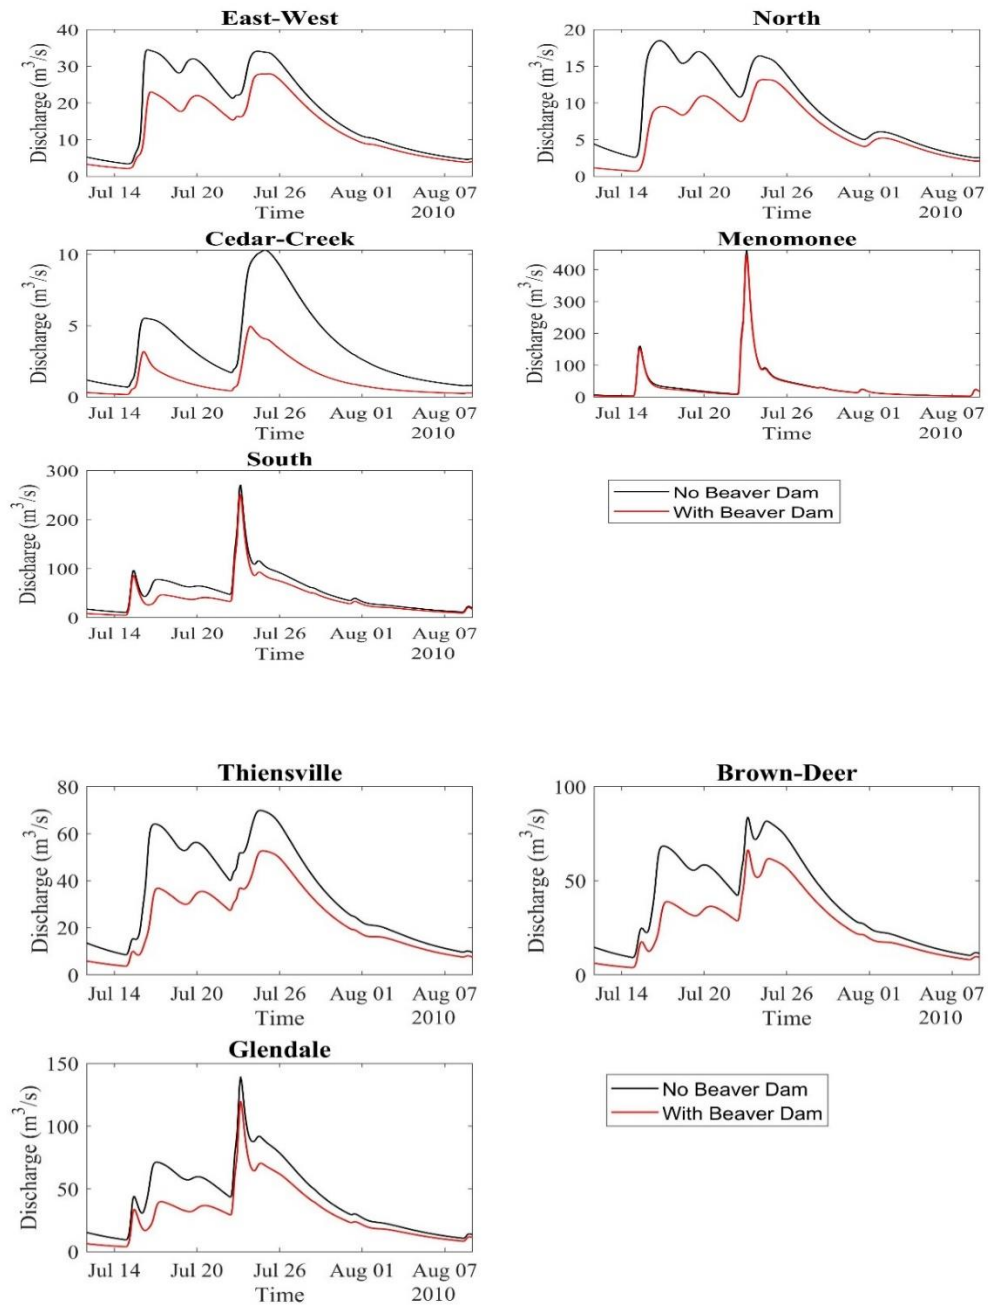 East-West
Discharge (m³/s)
40
30
20
10
0
Jul 14 Jul 20 Jul 26 Aug 01 Aug 07
Time 2010
North
Discharge (m³/s)
20
15
10
5
0
Jul 14 Jul 20 Jul 26 Aug 01 Aug 07
Time 2010
Cedar-Creek
Discharge (m³/s)
10
5
0
Jul 14 Jul 20 Jul 26 Aug 01 Aug 07
Time 2010
Menomonee
Discharge (m³/s)
400
300
200
100
0
Jul 14 Jul 20 Jul 26 Aug 01 Aug 07
Time 2010
South
Discharge (m³/s)
300
200
100
0
Jul 14 Jul 20 Jul 26 Aug 01 Aug 07
Time 2010
No Beaver Dam
With Beaver Dam
Thiensville
Discharge (m³/s)
80
60
40
20
0
Jul 14 Jul 20 Jul 26 Aug 01 Aug 07
Time 2010
Brown-Deer
Discharge (m³/s)
100
50
0
Jul 14 Jul 20 Jul 26 Aug 01 Aug 07
Time 2010
Glendale
Discharge (m³/s)
150
100
50
0
Jul 14 Jul 20 Jul 26 Aug 01 Aug 07
Time 2010
No Beaver Dam
With Beaver Dam